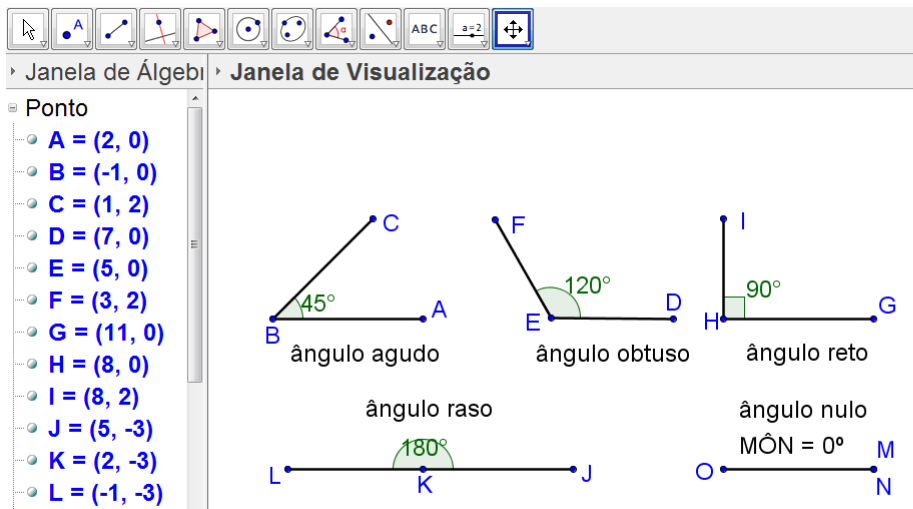 A
α
ABC
a=2
Janela de Álgebr
Janela de Visualização
Ponto
A = (2, 0)
B = (-1, 0)
C = (1, 2)
D = (7, 0)
E = (5, 0)
F = (3, 2)
G = (11, 0)
H = (8, 0)
I = (8, 2)
J = (5, -3)
K = (2, -3)
L = (-1, -3)
C
45°
A
B
ângulo agudo
F
120°
D
E
ângulo obtuso
I
90°
G
H
ângulo reto
ângulo raso
180°
L
K
J
ângulo nulo
MÔN = 0º
M
O
N